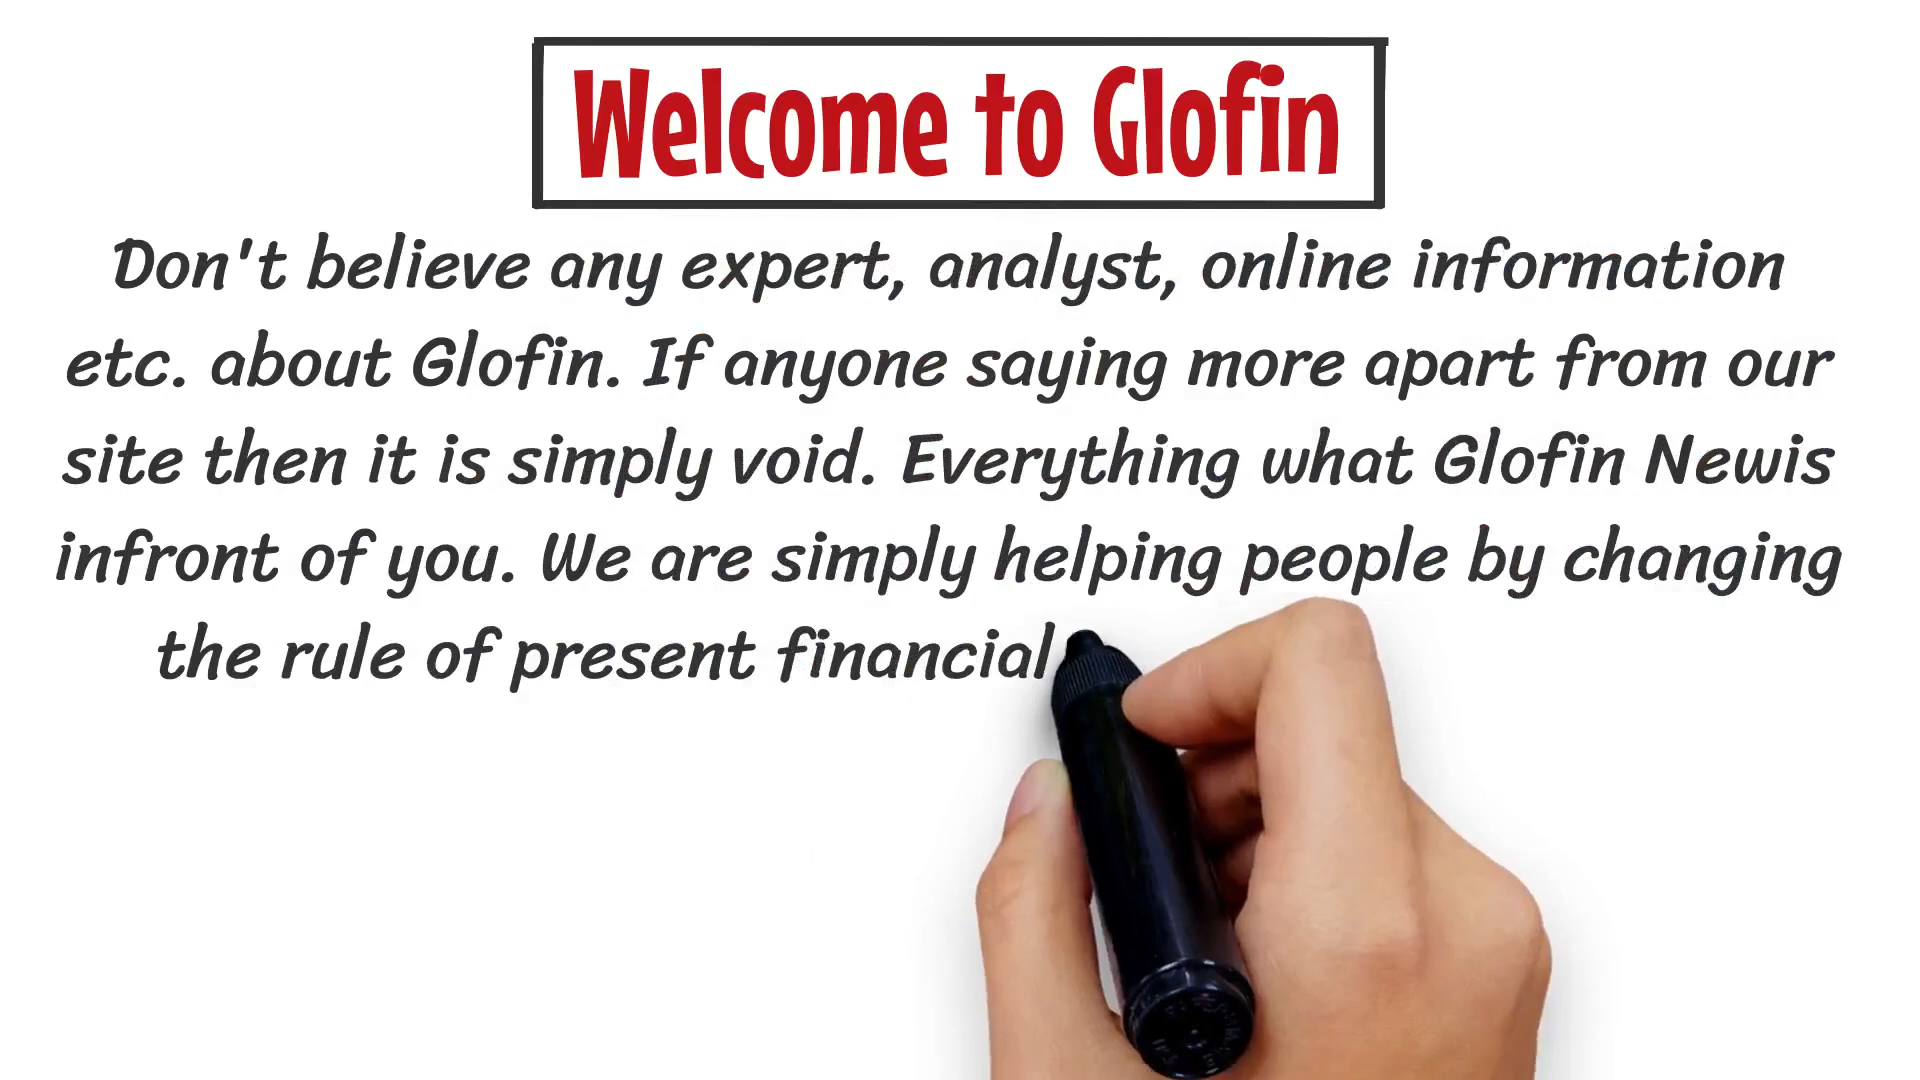 Welcome to Glofin
Don't believe any expert, analyst, online information
etc. about Glofin. If anyone saying more apart from our
site then it is simply void. Everything what Glofin Newis
infront of you. We are simply helping people by changing
the rule of present financial